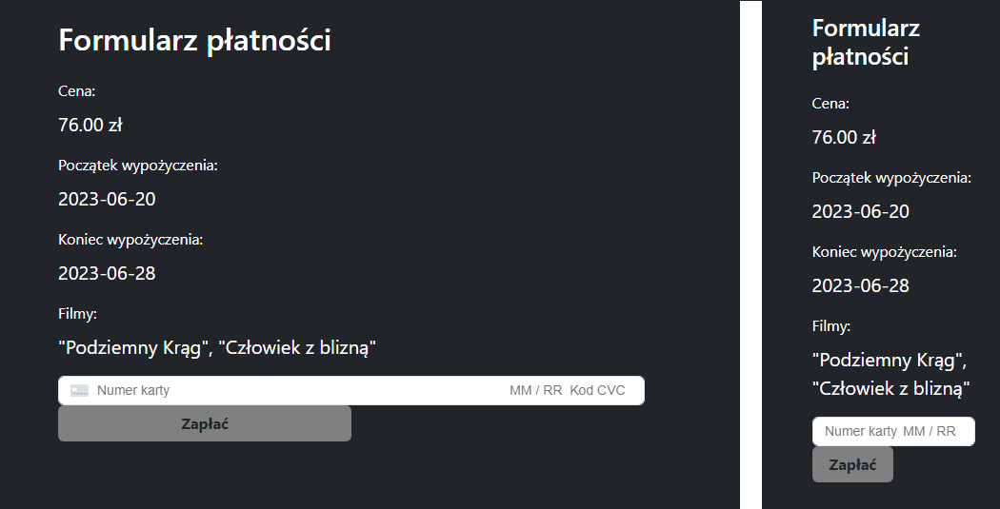 Formularz płatności
Cena:
76.00 zł
Początek wypożyczenia:
2023-06-20
Koniec wypożyczenia:
2023-06-28
Filmy:
"Podziemny Krąg", "Człowiek z blizną"
Numer karty MM / RR Kod CVC
Zapłać
Formularz
płatności
Cena:
76.00 zł
Początek wypożyczenia:
2023-06-20
Koniec wypożyczenia:
2023-06-28
Filmy:
"Podziemny Krąg",
"Człowiek z blizną"
Numer karty MM / RR
Zapłać